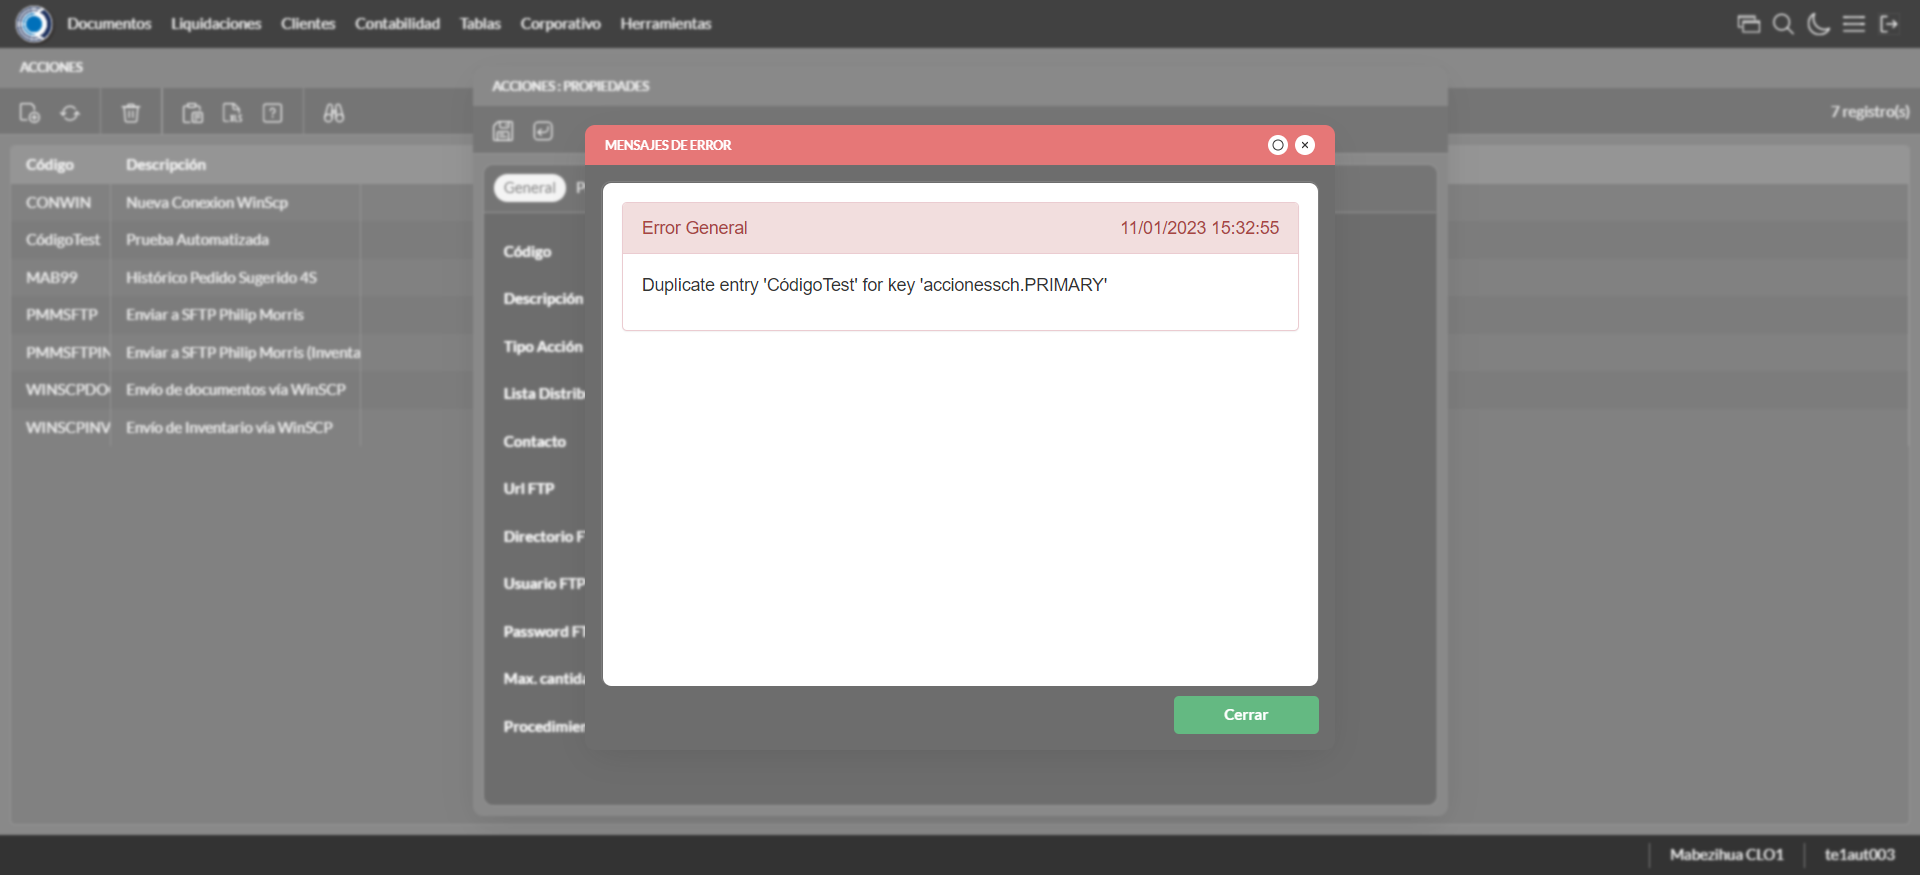 Documentos Liquidaciones Clientes Contabilidad Tablas Corporativo Herramientas
ACCIONES
ACCIONES : PROPIEDADES
7 registro(s)
MENSAJES DE ERROR
Código Descripción
CONWIN Nueva Conexion WinScp
CódigoTest Prueba Automatizada
MAB99 Histórico Pedido Sugerido 4S
PMMSFTP Enviar a SFTP Philip Morris
PMMSFTPIN Enviar a SFTP Philip Morris (Inventa
WINSCPDO Envío de documentos vía WinSCP
WINSCPINV Envío de Inventario vía WinSCP
General P
Código
Descripción
Tipo Acción
Lista Distrib
Contacto
Url FTP
Directorio F
Usuario FTP
Password FT
Max. cantida
Procedimien
Error General 11/01/2023 15:32:55
Duplicate entry 'CódigoTest' for key 'accionessch.PRIMARY'
Cerrar
Mabezihua CLO1 te1aut003